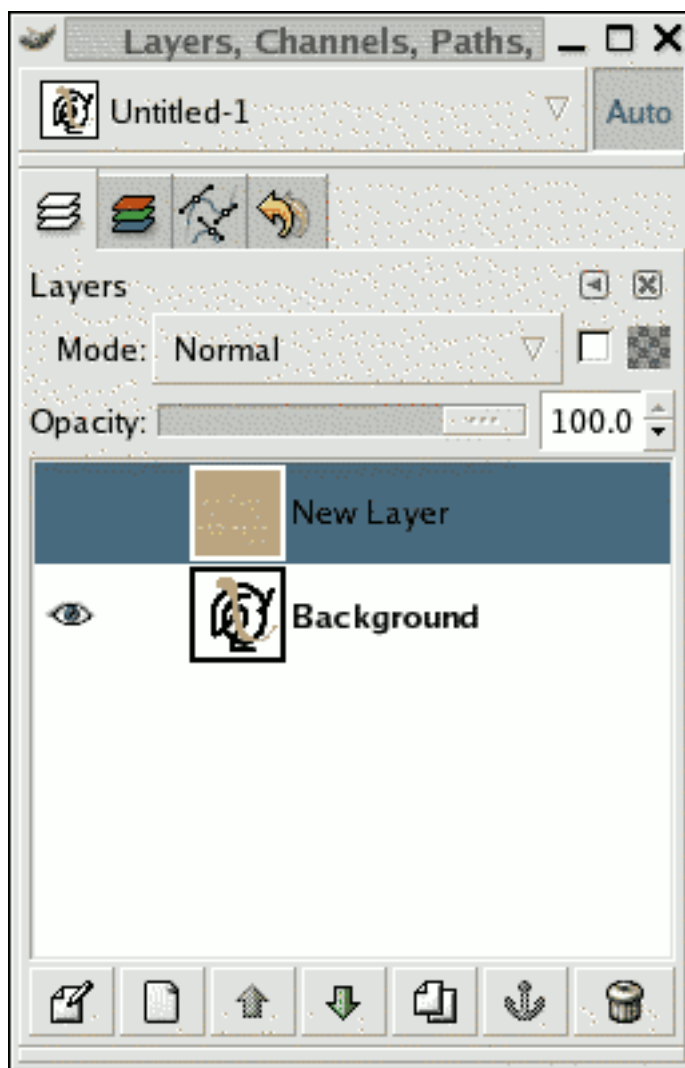 Layers, Channels, Paths,
Untitled-1
Auto
Layers
Mode: Normal
Opacity: 100.0
New Layer
Background